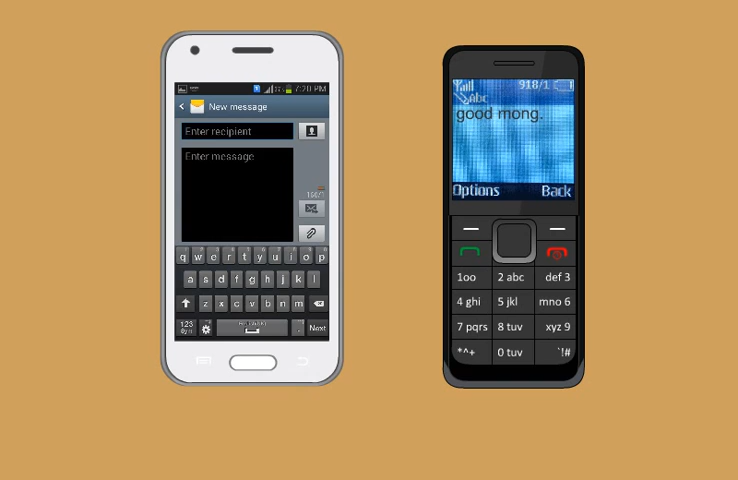 7:20 PM
New message
Enter recipient
Enter message
160/1
q w e r t y u i o p
a s d f g h j k l
z x c v b n m
123
Next
918/1
Abc
good mong.
Options Back
1oo 2 abc def 3
4 ghi 5 jkl mno 6
7 pqrs 8 tuv xyz 9
*^+ 0 tuv `!#